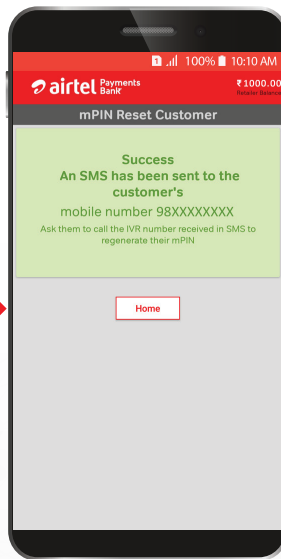 1 100% 10:10 AM
airtel Payments Bank
₹1000.00
Retailer Balance
mPIN Reset Customer
Success
An SMS has been sent to the
customer's
mobile number 98XXXXXXXX
Ask them to call the IVR number received in SMS to
regenerate their mPIN
Home